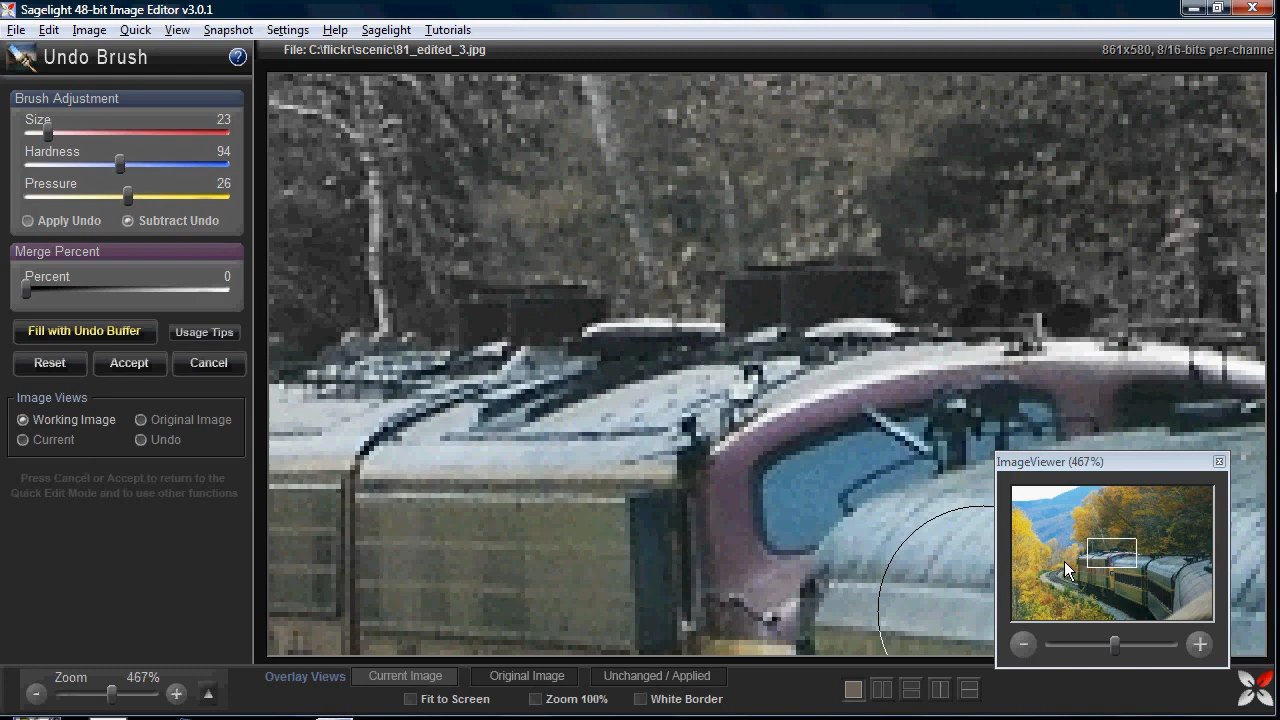 Sagelight 48-bit Image Editor v3.0.1
File Edit Image Quick View Snapshot Settings Help Sagelight Tutorials
Undo Brush ?
File: C:\flickr\scenic\81_edited_3.jpg 861x580, 8/16-bits per-channe
Brush Adjustment
Size 23
Hardness 94
Pressure 26
Apply Undo Subtract Undo
Merge Percent
Percent 0
Fill with Undo Buffer Usage Tips
Reset Accept Cancel
Image Views
Working Image Original Image
Current Undo
Press Cancel or Accept to return to the
Quick Edit Mode and to use other functions
ImageViewer (467%)
Zoom 467%
Overlay Views Current Image Original Image Unchanged / Applied
Fit to Screen Zoom 100% White Border